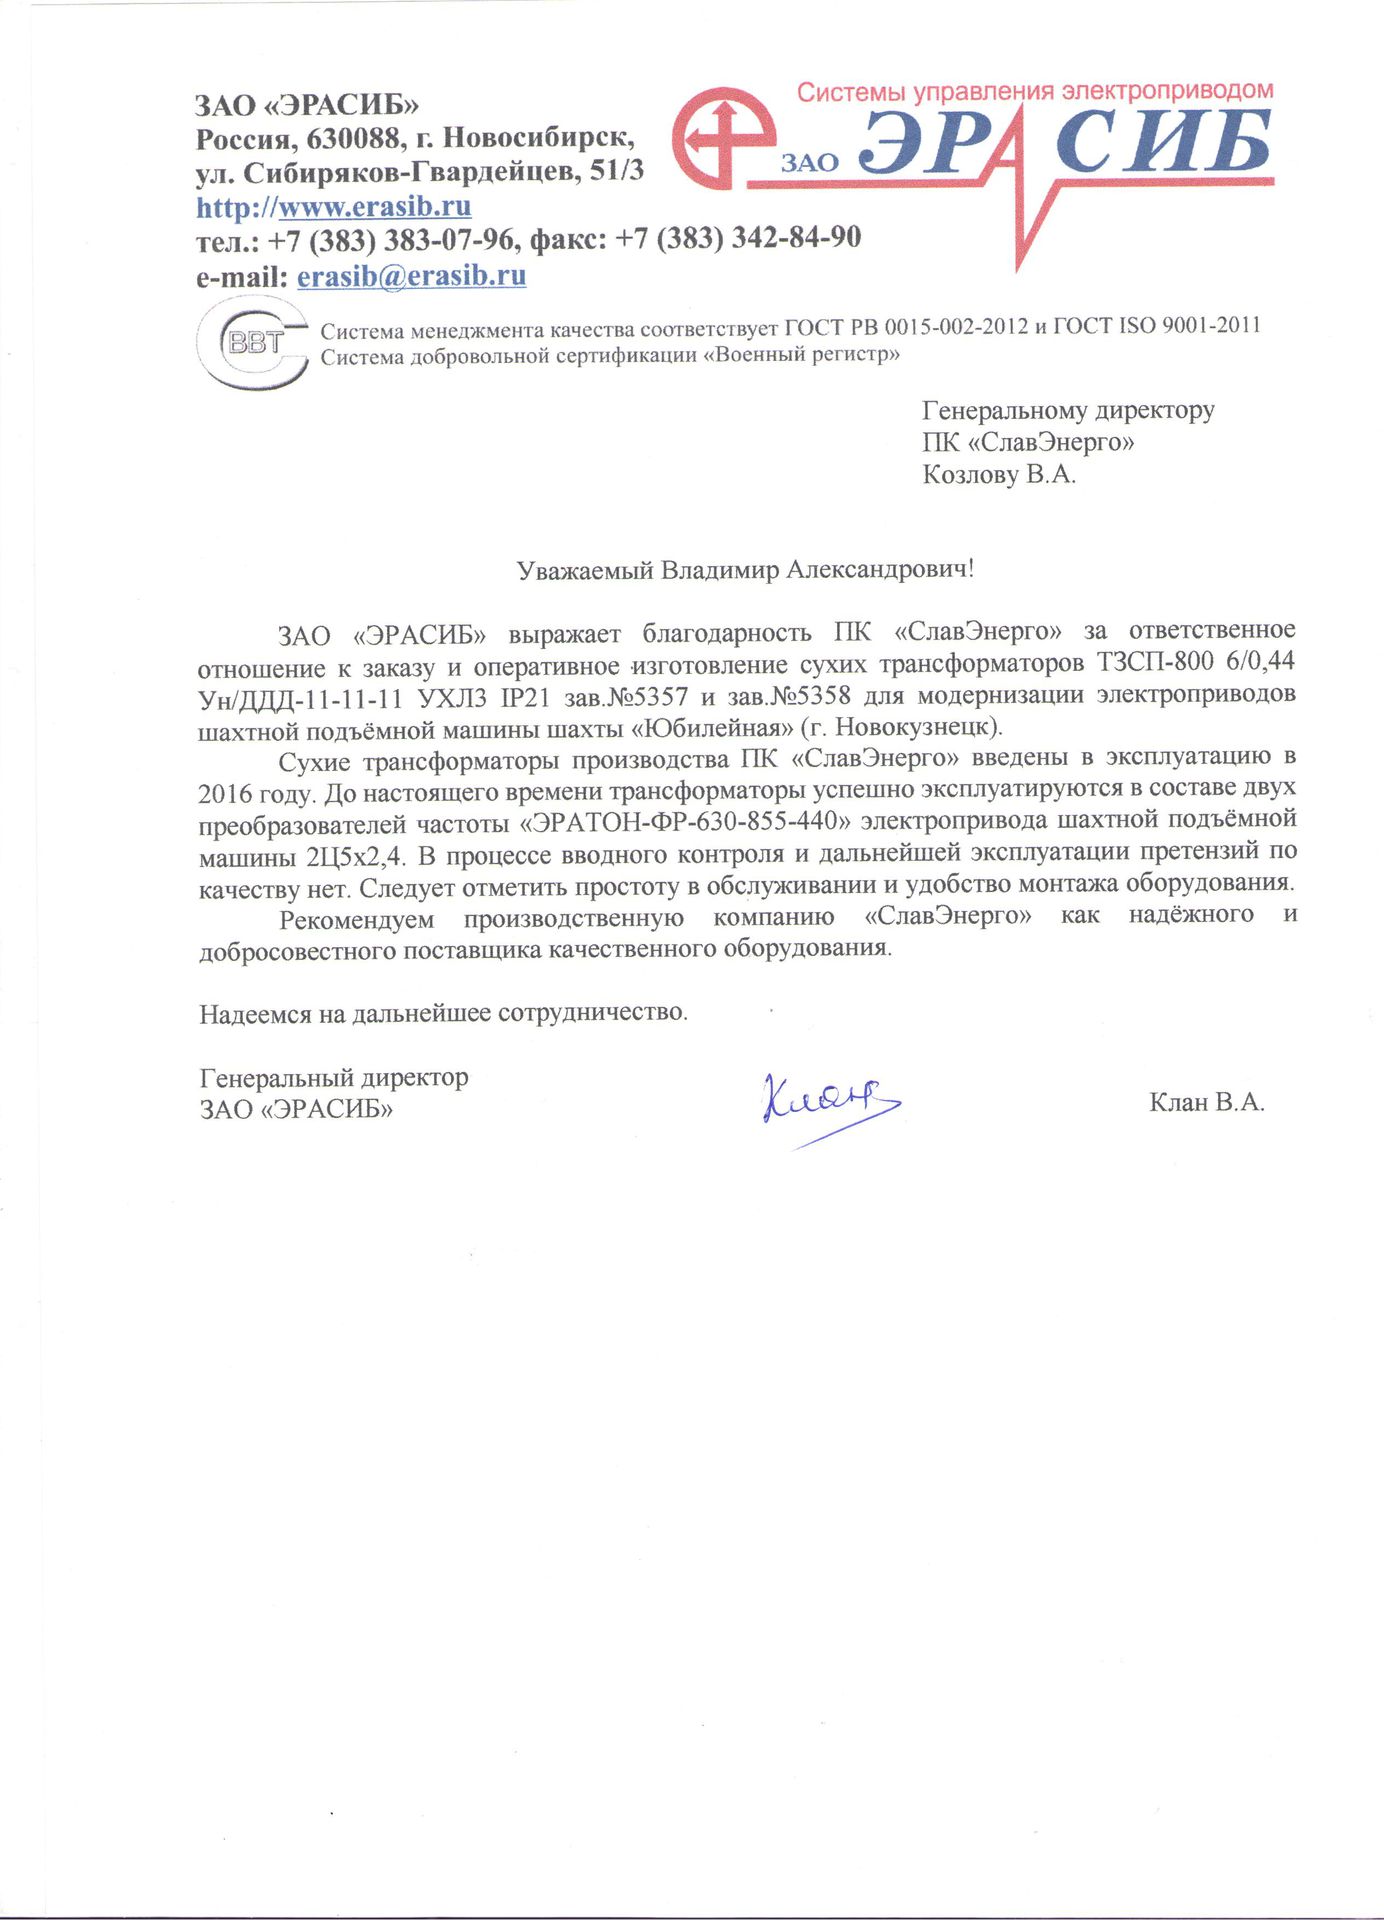 ЗАО «ЭРАСИБ»
Россия, 630088, г. Новосибирск,
ул. Сибиряков-Гвардейцев, 51/3
http://www.erasib.ru
тел.: +7 (383) 383-07-96, факс: +7 (383) 342-84-90
e-mail: erasib@erasib.ru
Системы управления электроприводом
ЗАО ЭРАСИБ
ВВТ
Система менеджмента качества соответствует ГОСТ РВ 0015-002-2012 и ГОСТ ISO 9001-2011
Система добровольной сертификации «Военный регистр»
Генеральному директору
ПК «СлавЭнерго»
Козлову В.А.
Уважаемый Владимир Александрович!
ЗАО «ЭРАСИБ» выражает благодарность ПК «СлавЭнерго» за ответственное
отношение к заказу и оперативное изготовление сухих трансформаторов ТЗСП-800 6/0,44
Ун/ДДД-11-11-11 УХЛ3 IP21 зав.№5357 и зав.№5358 для модернизации электроприводов
шахтной подъёмной машины шахты «Юбилейная» (г. Новокузнецк).
Сухие трансформаторы производства ПК «СлавЭнерго» введены в эксплуатацию в
2016 году. До настоящего времени трансформаторы успешно эксплуатируются в составе двух
преобразователей частоты «ЭРАТОН-ФР-630-855-440» электропривода шахтной подъёмной
машины 2Ц5х2,4. В процессе вводного контроля и дальнейшей эксплуатации претензий по
качеству нет. Следует отметить простоту в обслуживании и удобство монтажа оборудования.
Рекомендуем производственную компанию «СлавЭнерго» как надёжного и
добросовестного поставщика качественного оборудования.
Надеемся на дальнейшее сотрудничество.
Генеральный директор
ЗАО «ЭРАСИБ»
Клан
Клан В.А.